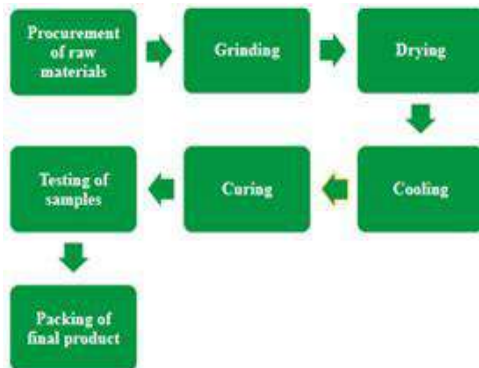 Procurement
of raw
materials
Grinding
Drying
Cooling
Curing
Testing of
samples
Packing of
final product